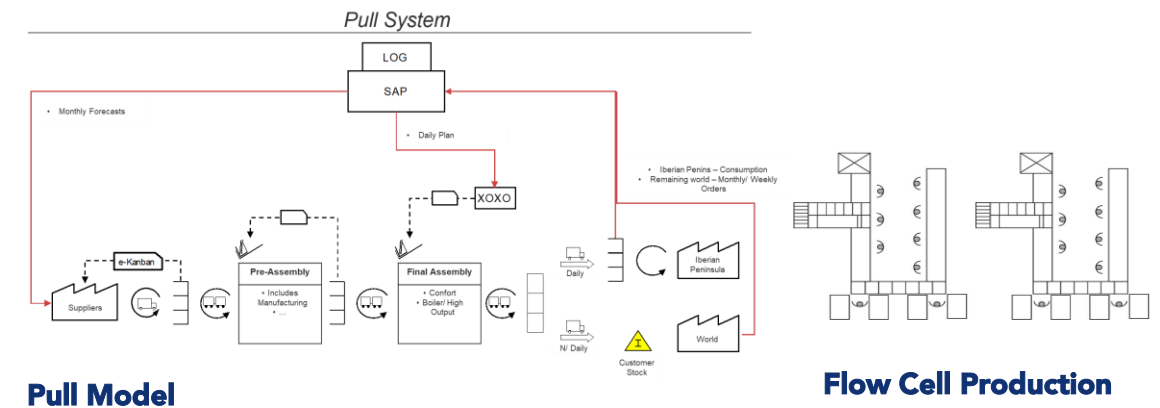 Pull System
LOG
SAP
• Monthly Forecasts
• Daily Plan
• Iberian Penins – Consumption
• Remaining world – Monthly/ Weekly
Orders
XOXO
e-Kanban
Suppliers
Pre-Assembly
• Includes
Manufacturing
• ...
Final Assembly
• Confort
• Boiler/ High
Output
Daily
Iberian
Peninsula
N/ Daily
I
Customer
Stock
World
Pull Model
Flow Cell Production